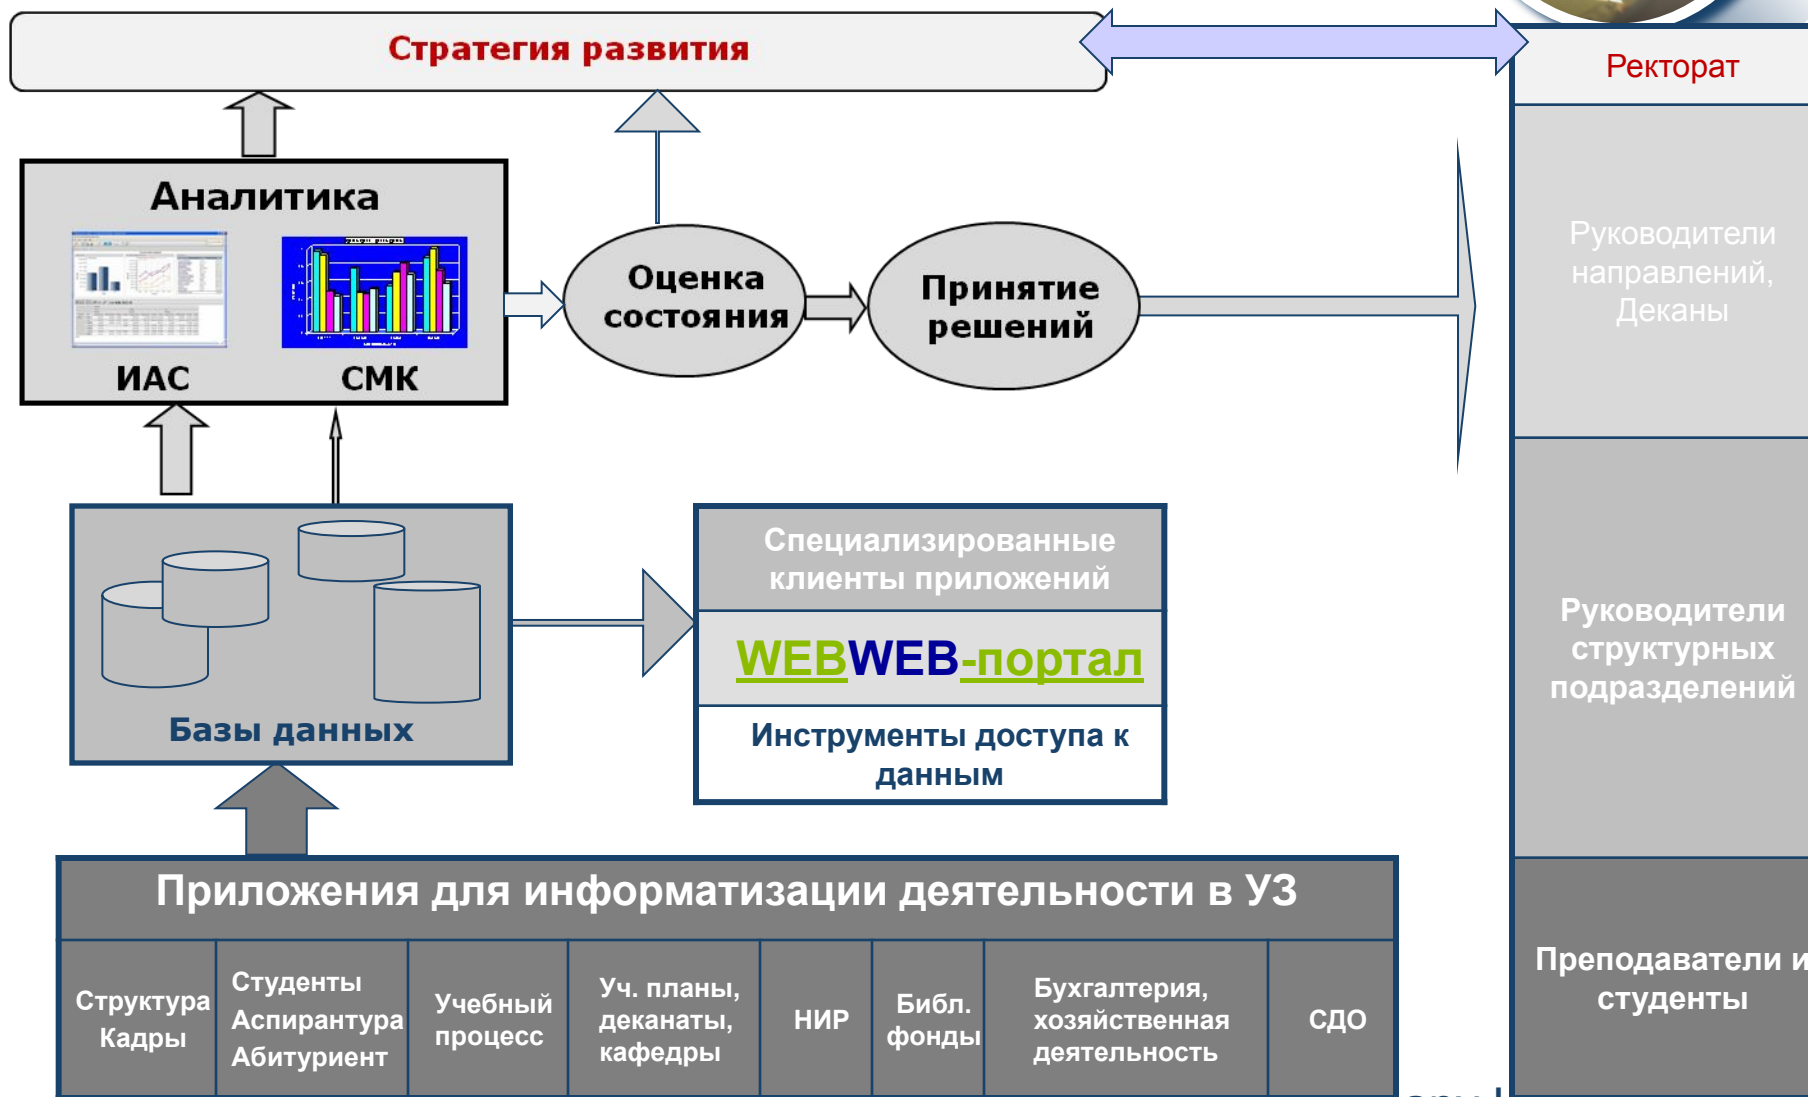 Стратегия развития
Ректорат
Аналитика
ИАС
СМК
Оценка
состояния
Принятие
решений
Руководители
направлений,
Деканы
Базы данных
Специализированные
клиенты приложений
WEBWEB-портал
Инструменты доступа к
данным
Руководители
структурных
подразделений
Приложения для информатизации деятельности в УЗ
Структура
Кадры
Студенты
Аспирантура
Абитуриент
Учебный
процесс
Уч. планы,
деканаты,
кафедры
НИР
Библ.
фонды
Бухгалтерия,
хозяйственная
деятельность
СДО
Преподаватели и
студенты